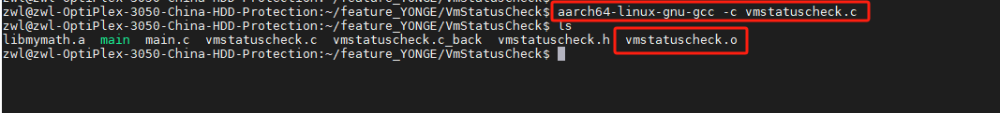 zwl@zwl-OptiPlex-3050-China-HDD-Protection:~/feature_YONGE/VmStatusCheck$
zwl@zwl-OptiPlex-3050-China-HDD-Protection:~/feature_YONGE/VmStatusCheck$ aarch64-linux-gnu-gcc -c vmstatuscheck.c
zwl@zwl-OptiPlex-3050-China-HDD-Protection:~/feature_YONGE/VmStatusCheck$ ls
libmymath.a main main.c vmstatuscheck.c vmstatuscheck.c_back vmstatuscheck.h vmstatuscheck.o
zwl@zwl-OptiPlex-3050-China-HDD-Protection:~/feature_YONGE/VmStatusCheck$